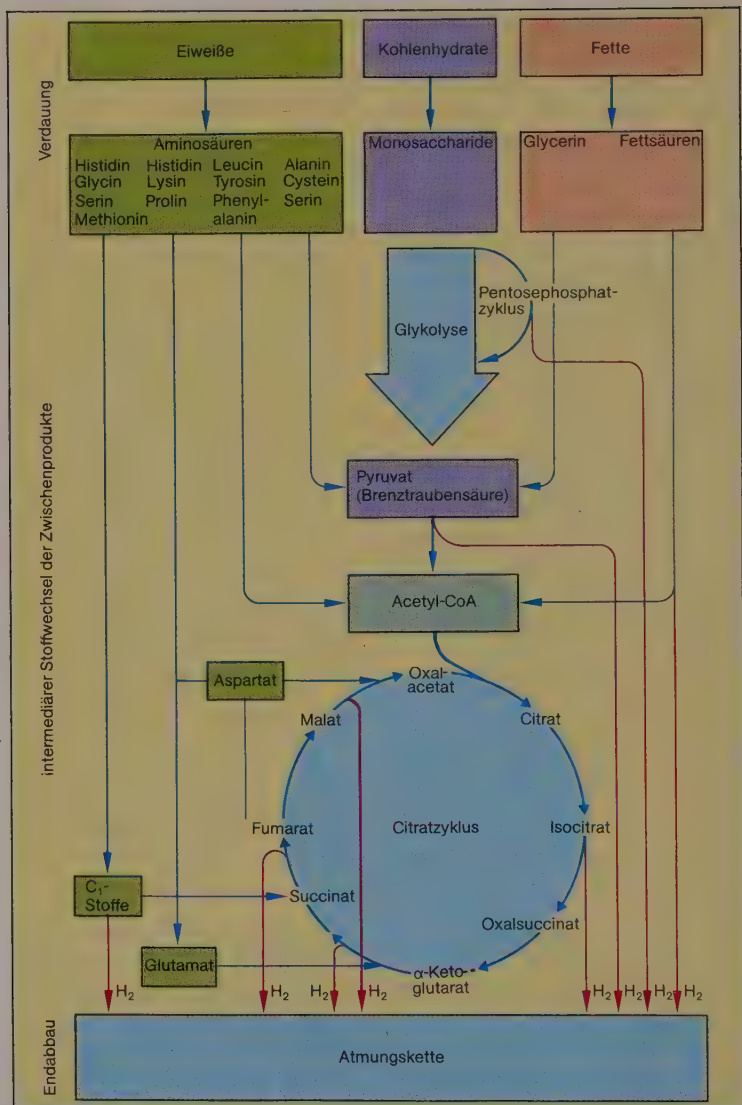 Verdauung
Eiweiße
Kohlenhydrate
Fette
Aminosäuren
Histidin Histidin Leucin Alanin
Glycin Lysin Tyrosin Cystein
Serin Prolin Phenyl- Serin
Methionin alanin
Monosaccharide
Glycerin Fettsäuren
intermediärer Stoffwechsel der Zwischenprodukte
Pentosephosphat-
zyklus
Glykolyse
Pyruvat
(Brenztraubensäure)
Acetyl-CoA
Aspartat
Oxal-
acetat
Malat
Citrat
Fumarat
Citratzyklus
Isocitrat
C₁-
Stoffe
Succinat
Oxalsuccinat
Glutamat
α-Keto-
glutarat
H₂ H₂ H₂ H₂ H₂ H₂ H₂ H₂
Endabbau
Atmungskette